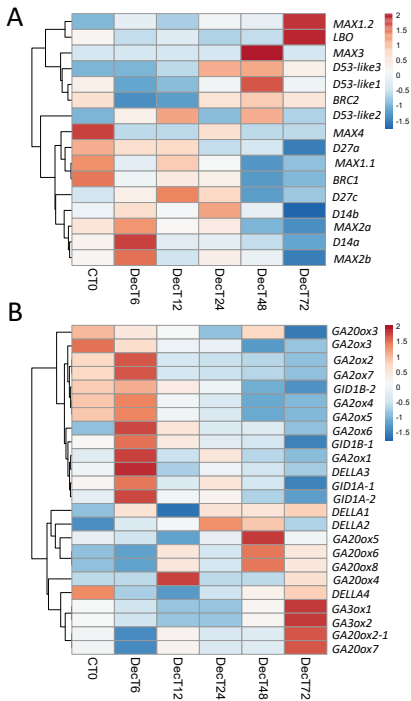 A
MAX1.2
LBO
MAX3
D53-like3
D53-like1
BRC2
D53-like2
MAX4
D27a
MAX1.1
BRC1
D27c
D14b
MAX2a
D14a
MAX2b
2
1.5
1
0.5
0
-0.5
-1
-1.5
CT0
DecT6
DecT12
DecT24
DecT48
DecT72
B
GA20ox3
GA2ox3
GA2ox2
GA2ox7
GID1B-2
GA2ox4
GA2ox5
GA2ox6
GID1B-1
GA2ox1
DELLA3
GID1A-1
GID1A-2
DELLA1
DELLA2
GA20ox5
GA20ox6
GA20ox8
GA20ox4
DELLA4
GA3ox1
GA3ox2
GA20ox2-1
GA20ox7
2
1.5
1
0.5
0
-0.5
-1
-1.5
CT0
DecT6
DecT12
DecT24
DecT48
DecT72